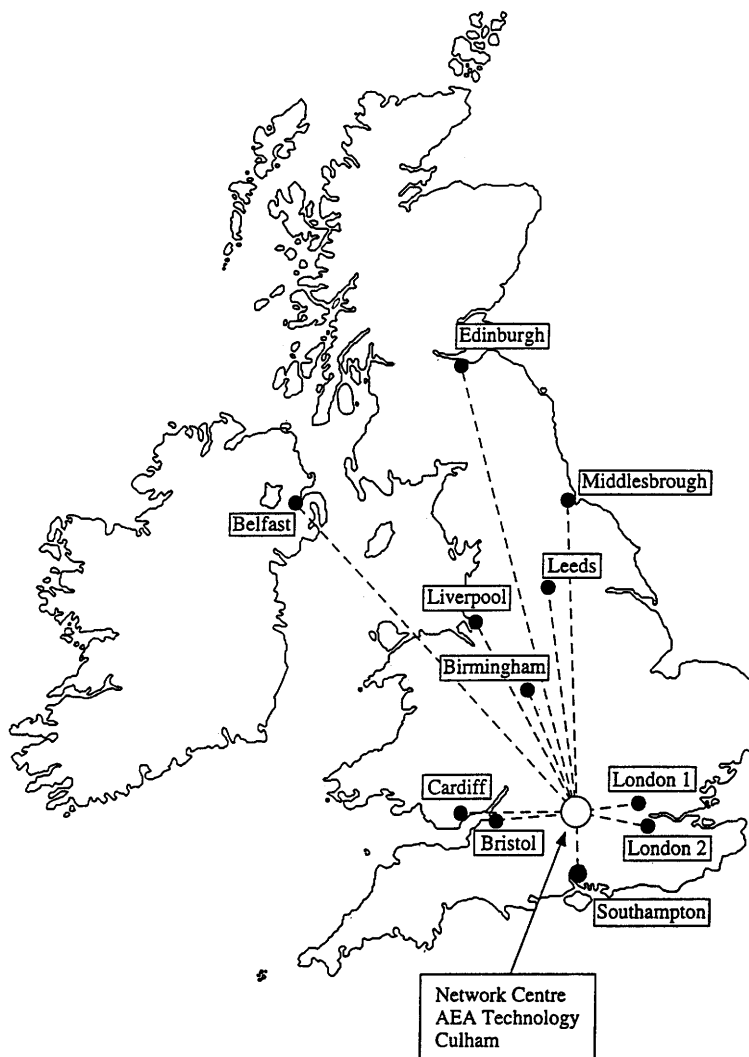 Edinburgh
Middlesbrough
Belfast
Leeds
Liverpool
Birmingham
London 1
Cardiff
Bristol
London 2
Southampton
Network Centre
AEA Technology
Culham